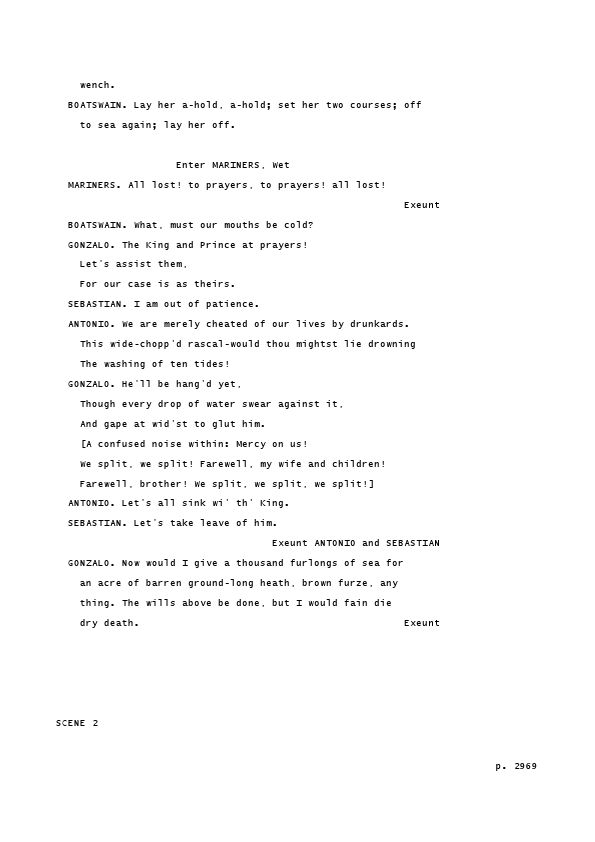 wench.
BOATSWAIN. Lay her a-hold, a-hold; set her two courses; off
to sea again; lay her off.
Enter MARINERS, Wet
MARINERS. All lost! to prayers, to prayers! all lost!
Exeunt
BOATSWAIN. What, must our mouths be cold?
GONZALO. The King and Prince at prayers!
Let's assist them,
For our case is as theirs.
SEBASTIAN. I am out of patience.
ANTONIO. We are merely cheated of our lives by drunkards.
This wide-chopp'd rascal-would thou mightst lie drowning
The washing of ten tides!
GONZALO. He'll be hang'd yet,
Though every drop of water swear against it,
And gape at wid'st to glut him.
[A confused noise within: Mercy on us!
We split, we split! Farewell, my wife and children!
Farewell, brother! We split, we split, we split!]
ANTONIO. Let's all sink wi' th' King.
SEBASTIAN. Let's take leave of him.
Exeunt ANTONIO and SEBASTIAN
GONZALO. Now would I give a thousand furlongs of sea for
an acre of barren ground-long heath, brown furze, any
thing. The wills above be done, but I would fain die
dry death. Exeunt
SCENE 2
p. 2969